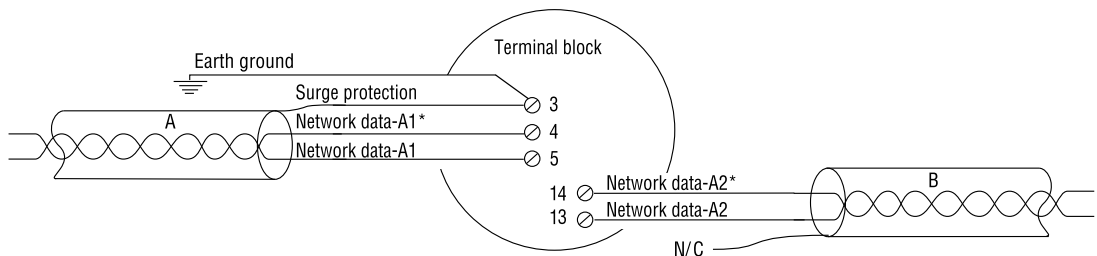 Terminal block
Earth ground
Surge protection
3
A
Network data-A1*
4
Network data-A1
5
B
14
Network data-A2*
13
Network data-A2
N/C